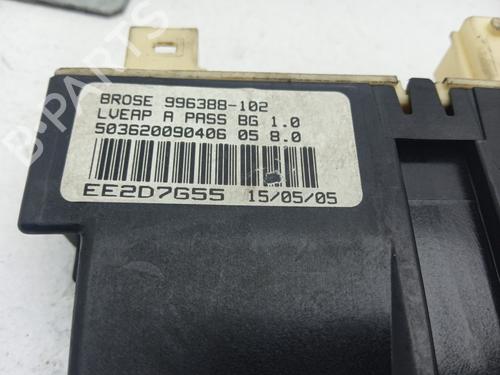 BROSE 996388-102
LVEAP A PASS BG 1.0
503620090406 05 8.0
EE2D7G55 15/05/05
B-PARTS